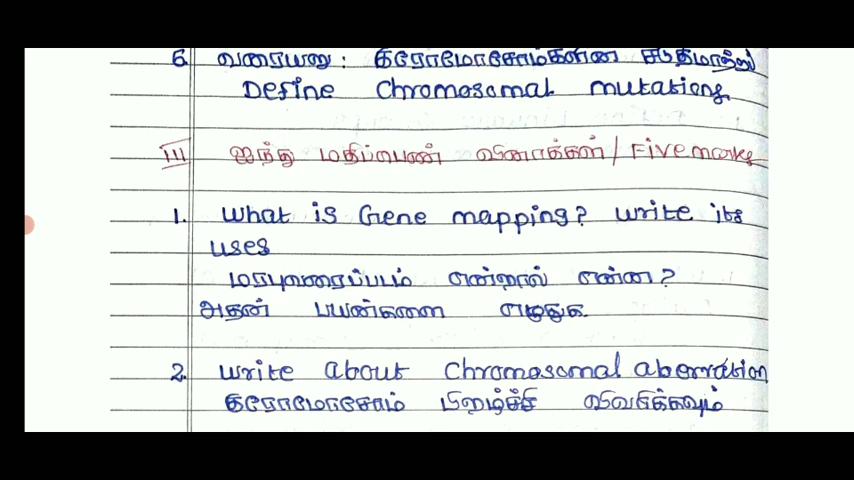 6. வரையறு: குரோமோசோம்களின் சடுதிமாற்று
Define Chromosomal mutations.
III ஐந்து மதிப்பெண் வினாக்கள் / Five marks
1. What is Gene mapping? Write its
uses
மரபுவரைப்படம் என்றால் என்ன?
அதன் பயன்களை எழுதுக.
2. Write about Chromosomal aberration
குரோமோசோம் பிறழ்ச்சி விவரிக்கவும்